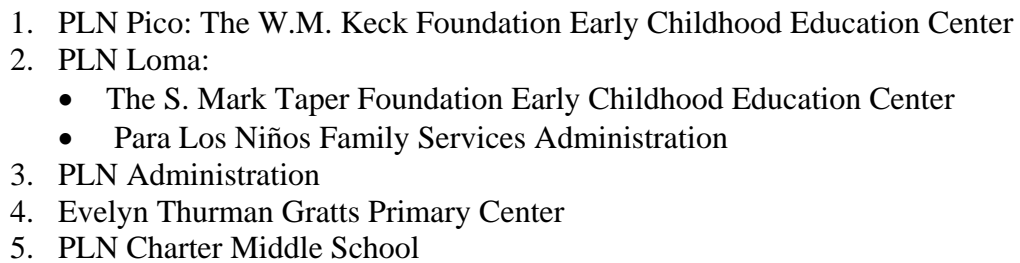 1. PLN Pico: The W.M. Keck Foundation Early Childhood Education Center
2. PLN Loma:
• The S. Mark Taper Foundation Early Childhood Education Center
• Para Los Niños Family Services Administration
3. PLN Administration
4. Evelyn Thurman Gratts Primary Center
5. PLN Charter Middle School